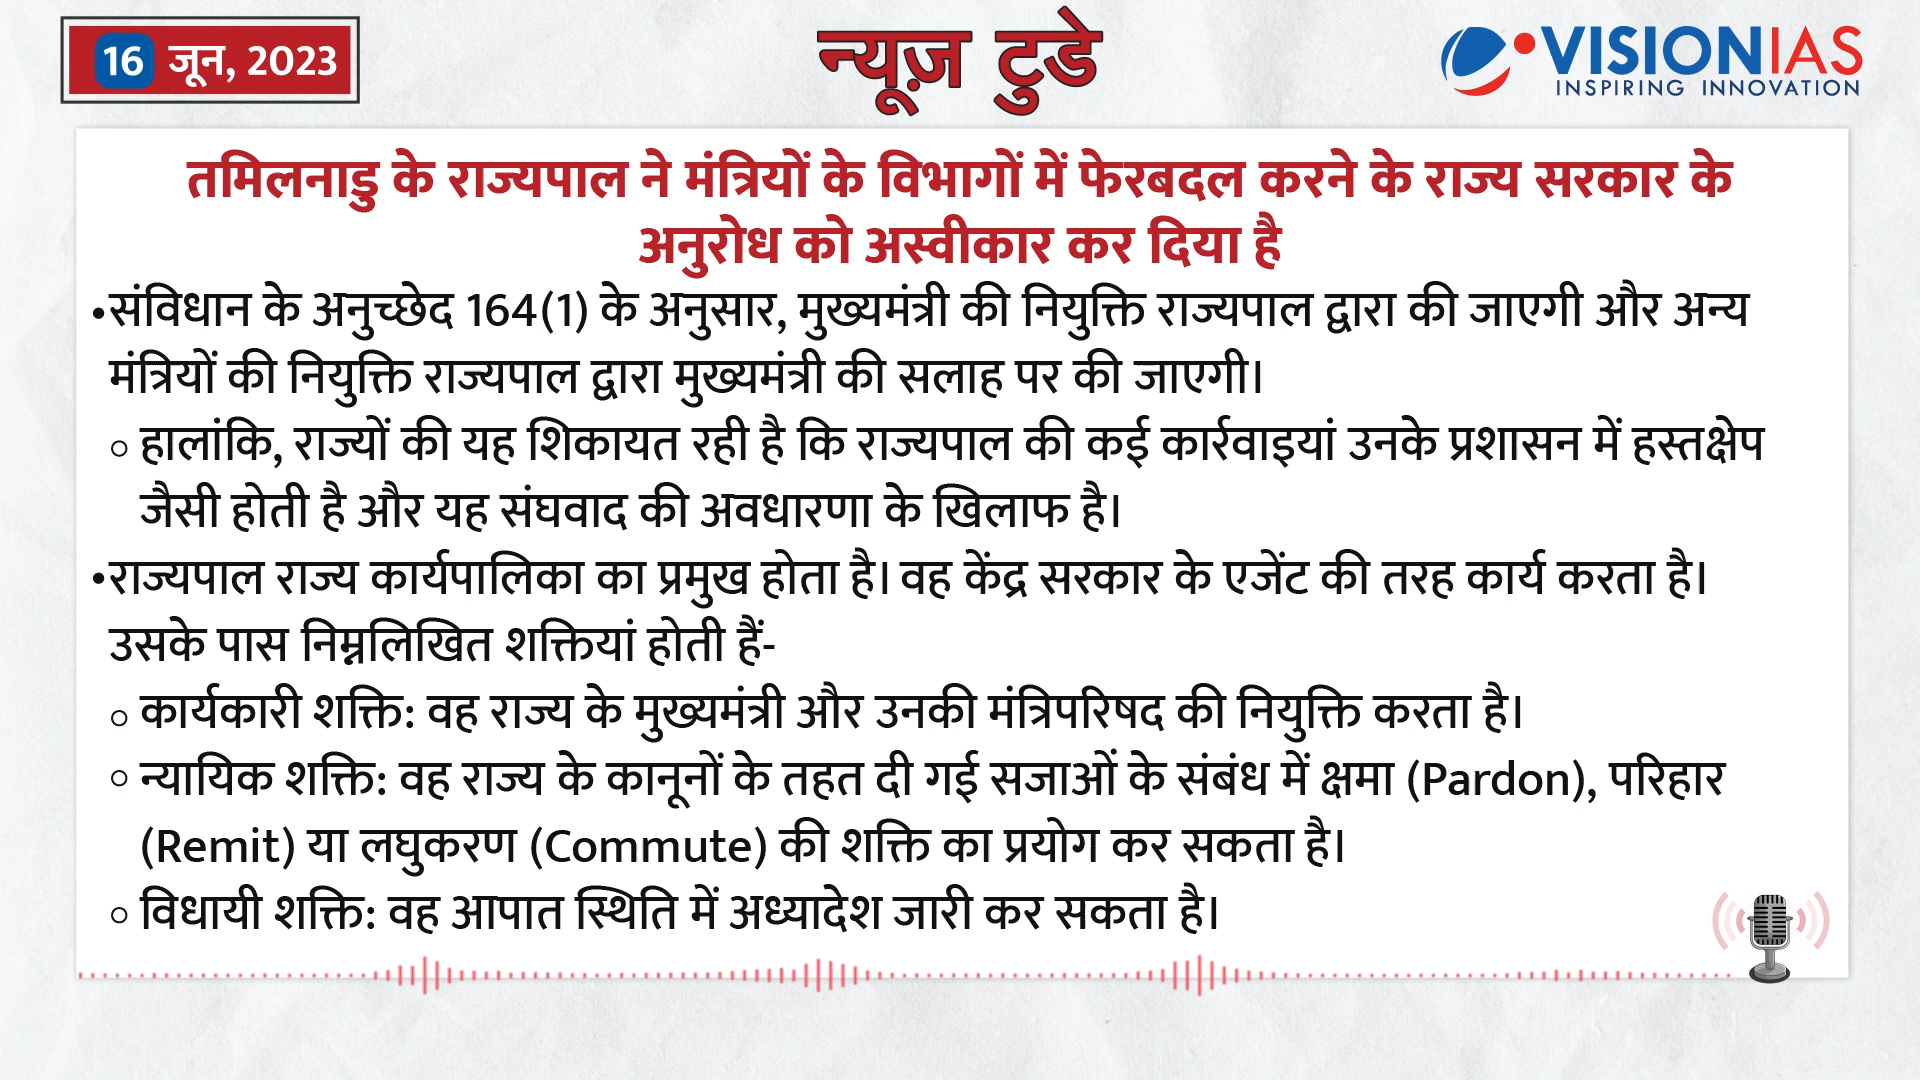 16 जून, 2023
न्यूज़ टुडे
VISIONIAS
INSPIRING INNOVATION
तमिलनाडु के राज्यपाल ने मंत्रियों के विभागों में फेरबदल करने के राज्य सरकार के
अनुरोध को अस्वीकार कर दिया है
•संविधान के अनुच्छेद 164(1) के अनुसार, मुख्यमंत्री की नियुक्ति राज्यपाल द्वारा की जाएगी और अन्य
मंत्रियों की नियुक्ति राज्यपाल द्वारा मुख्यमंत्री की सलाह पर की जाएगी।
○ हालांकि, राज्यों की यह शिकायत रही है कि राज्यपाल की कई कार्रवाइयां उनके प्रशासन में हस्तक्षेप
जैसी होती है और यह संघवाद की अवधारणा के खिलाफ है।
•राज्यपाल राज्य कार्यपालिका का प्रमुख होता है। वह केंद्र सरकार के एजेंट की तरह कार्य करता है।
उसके पास निम्नलिखित शक्तियां होती हैं-
○ कार्यकारी शक्ति: वह राज्य के मुख्यमंत्री और उनकी मंत्रिपरिषद की नियुक्ति करता है।
○ न्यायिक शक्ति: वह राज्य के कानूनों के तहत दी गई सजाओं के संबंध में क्षमा (Pardon), परिहार
(Remit) या लघुकरण (Commute) की शक्ति का प्रयोग कर सकता है।
○ विधायी शक्ति: वह आपात स्थिति में अध्यादेश जारी कर सकता है।